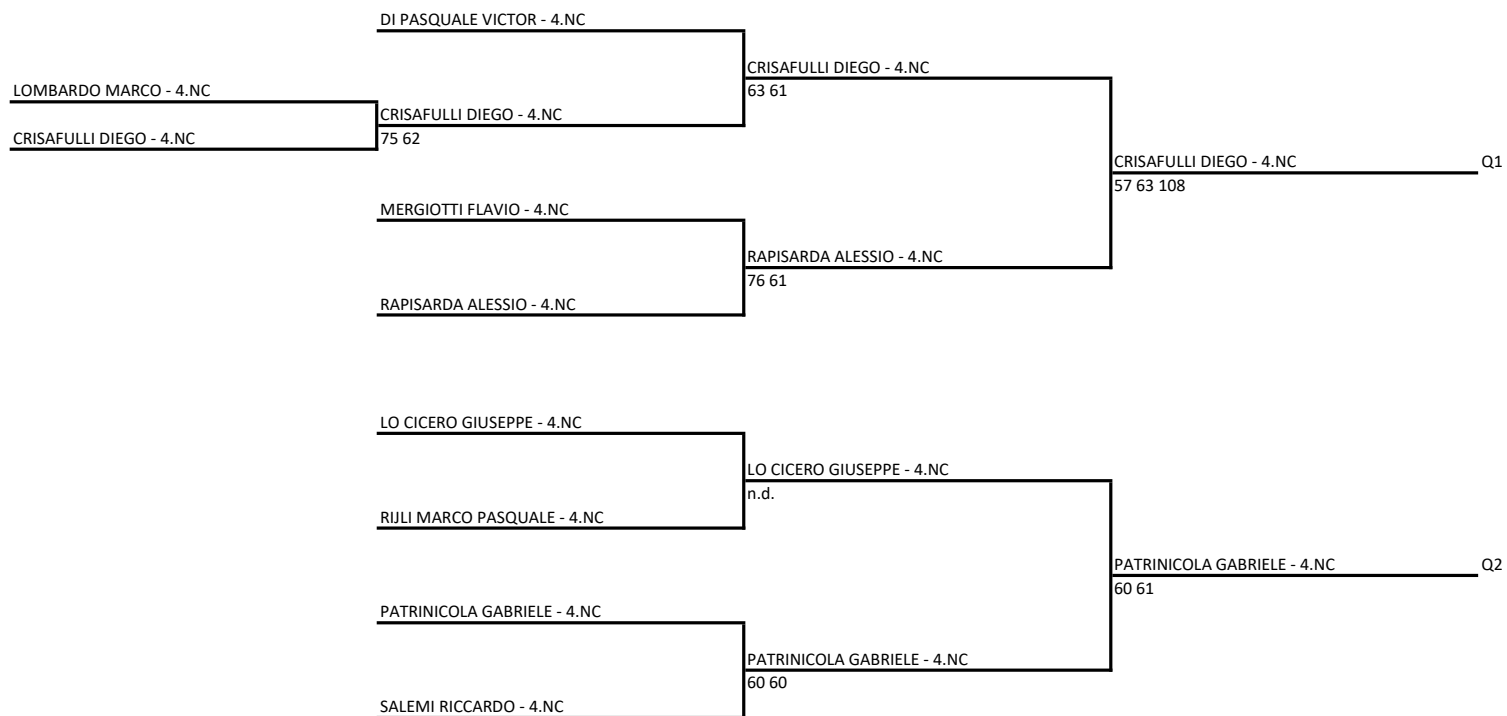 DI PASQUALE VICTOR - 4.NC
CRISAFULLI DIEGO - 4.NC
LOMBARDO MARCO - 4.NC
63 61
CRISAFULLI DIEGO - 4.NC
CRISAFULLI DIEGO - 4.NC
75 62
CRISAFULLI DIEGO - 4.NC Q1
57 63 108
MERGIOTTI FLAVIO - 4.NC
RAPISARDA ALESSIO - 4.NC
76 61
RAPISARDA ALESSIO - 4.NC
LO CICERO GIUSEPPE - 4.NC
LO CICERO GIUSEPPE - 4.NC
n.d.
RIJLI MARCO PASQUALE - 4.NC
PATRINICOLA GABRIELE - 4.NC Q2
60 61
PATRINICOLA GABRIELE - 4.NC
PATRINICOLA GABRIELE - 4.NC
60 60
SALEMI RICCARDO - 4.NC